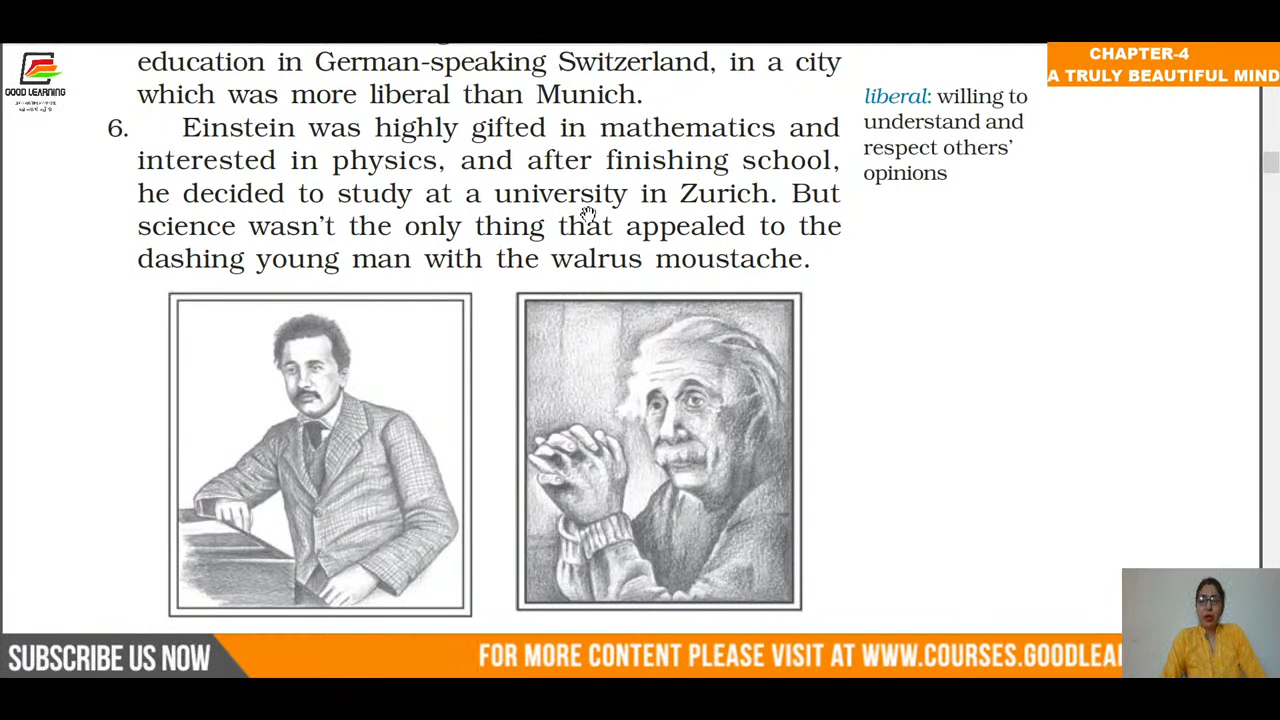 GOOD LEARNING
CHAPTER-4
A TRULY BEAUTIFUL MIND
education in German-speaking Switzerland, in a city
which was more liberal than Munich.
6. Einstein was highly gifted in mathematics and
interested in physics, and after finishing school,
he decided to study at a university in Zurich. But
science wasn't the only thing that appealed to the
dashing young man with the walrus moustache.
liberal: willing to
understand and
respect others'
opinions
SUBSCRIBE US NOW
FOR MORE CONTENT PLEASE VISIT AT WWW.COURSES.GOODLEA